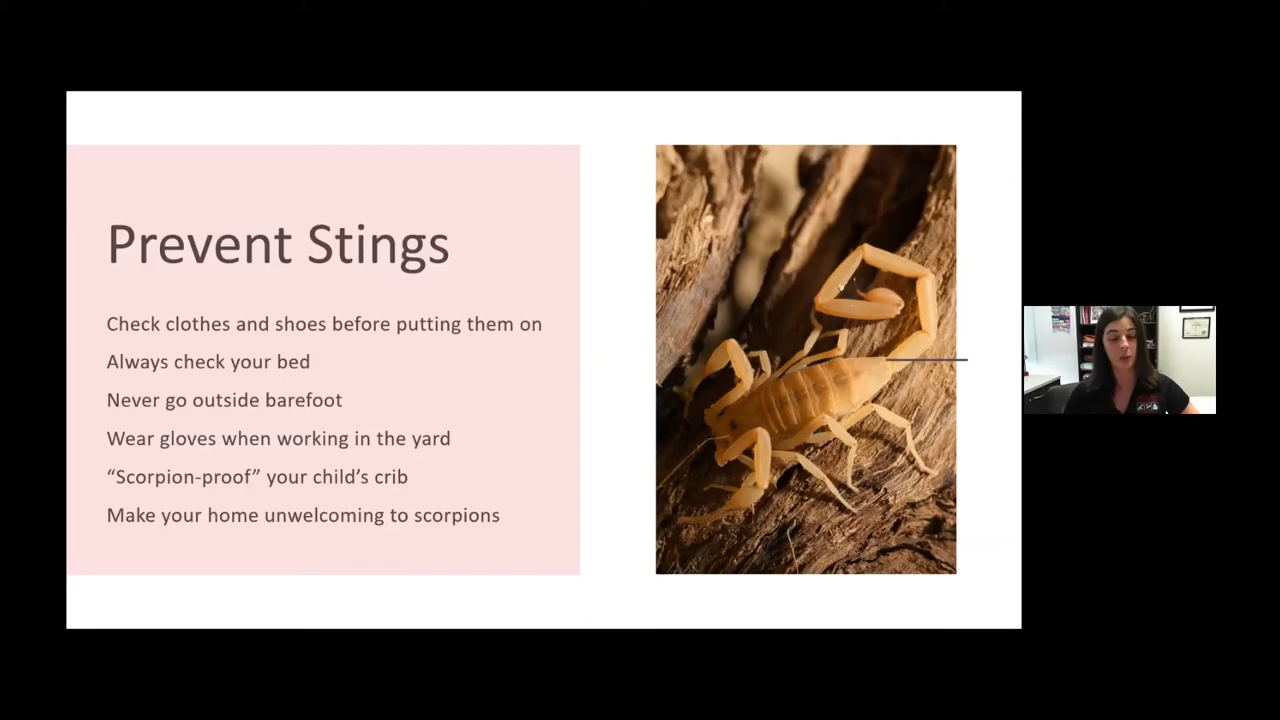 Prevent Stings
Check clothes and shoes before putting them on
Always check your bed
Never go outside barefoot
Wear gloves when working in the yard
“Scorpion-proof” your child’s crib
Make your home unwelcoming to scorpions